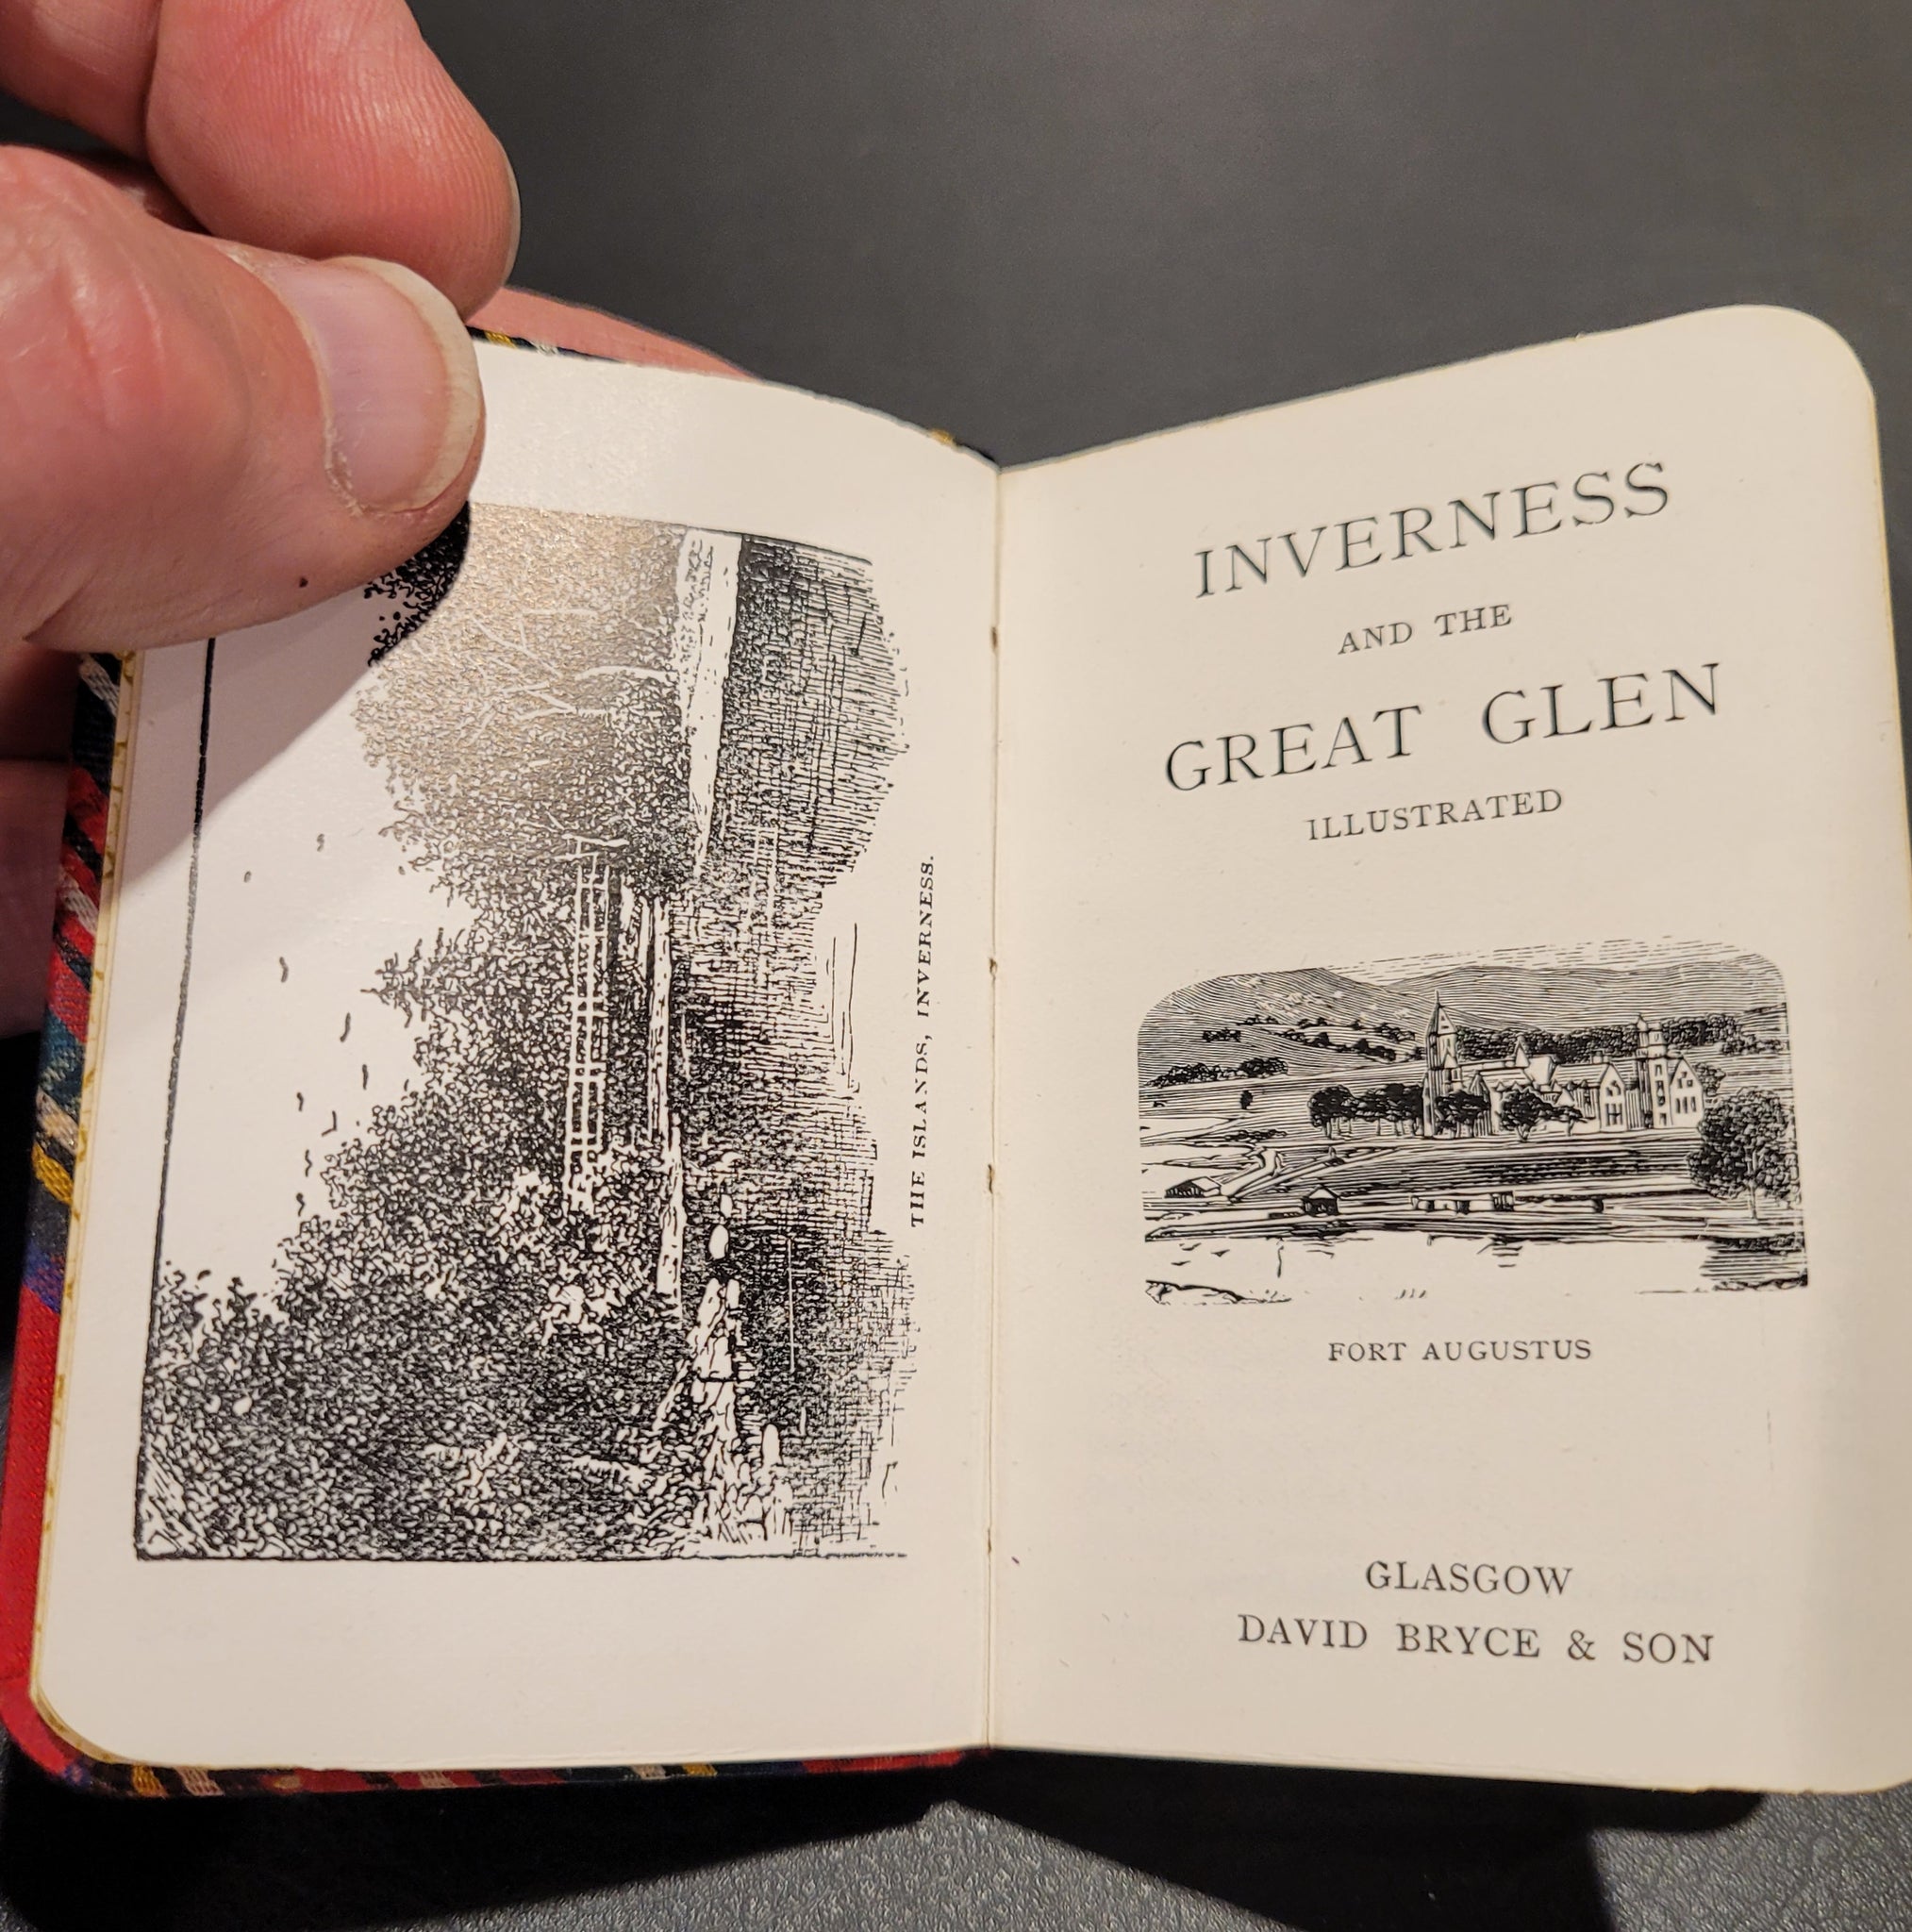 THE ISLANDS, INVERNESS.
INVERNESS
AND THE
GREAT GLEN
ILLUSTRATED
FORT AUGUSTUS
GLASGOW
DAVID BRYCE & SON